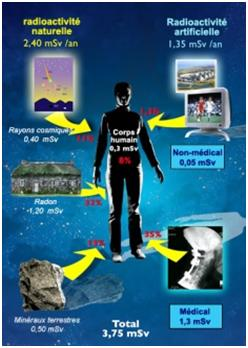 radioactivité
naturelle
2,40 mSv /an
Radioactivité
artificielle
1,35 mSv /an
Rayons cosmiques
0,40 mSv
11%
Corps
humain
0,3 mSv
8%
Non-médical
0,05 mSv
Radon
1,20 mSv
32%
13%
Minéraux terrestres
0,50 mSv
35%
Médical
1,3 mSv
Total
3,75 mSv